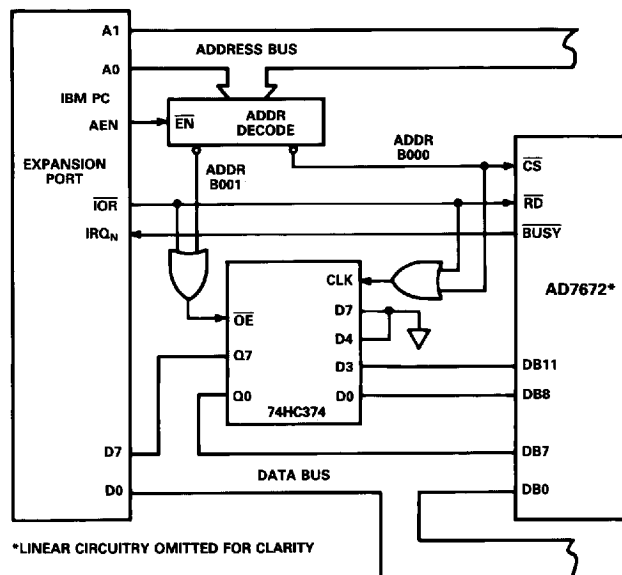 A1
ADDRESS BUS
A0
IBM PC
AEN
EN
ADDR
DECODE
ADDR
B001
ADDR
B000
EXPANSION
PORT
IOR
IRQN
CS
RD
BUSY
AD7672*
CLK
OE
D7
D4
D3
D0
Q7
Q0
74HC374
DB11
DB8
DB7
DB0
D7
D0
DATA BUS
*LINEAR CIRCUITRY OMITTED FOR CLARITY